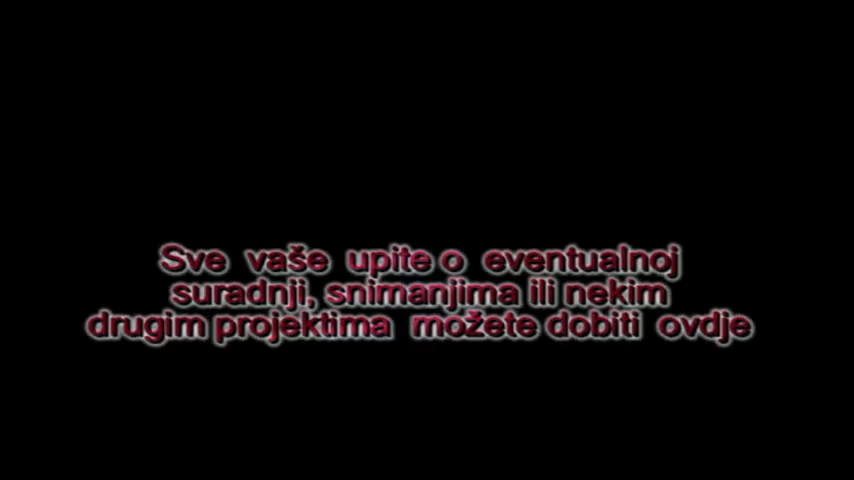 Sve vaše upite o eventualnoj
suradnji, snimanjima ili nekim
drugim projektima možete dobiti ovdje